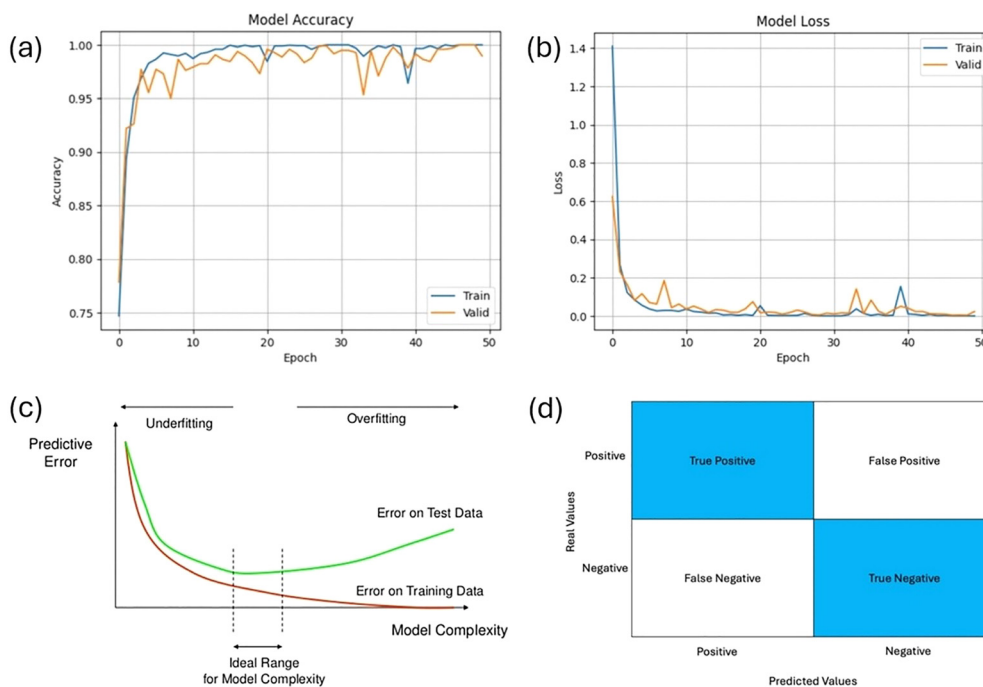 (a)
Model Accuracy
1.00
0.95
0.90
0.85
0.80
0.75
Accuracy
0
10
20
30
40
50
Epoch
Train
Valid
(b)
Model Loss
1.4
1.2
1.0
0.8
0.6
0.4
0.2
0.0
Loss
0
10
20
30
40
50
Epoch
Train
Valid
(c)
Underfitting
Overfitting
Predictive
Error
Error on Test Data
Error on Training Data
Model Complexity
Ideal Range
for Model Complexity
(d)
Real Values
Positive
True Positive
False Positive
Negative
False Negative
True Negative
Positive
Negative
Predicted Values